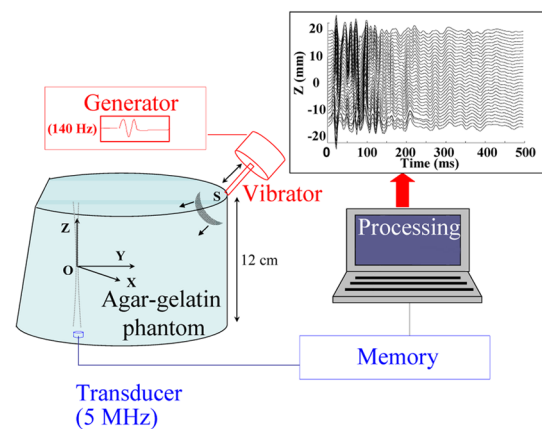 Generator
(140 Hz)
S
Vibrator
Z
Y
O
X
12 cm
Agar-gelatin
phantom
Transducer
(5 MHz)
Z (mm)
20
10
0
-10
-20
0
100
200
300
400
500
Time (ms)
Processing
Memory